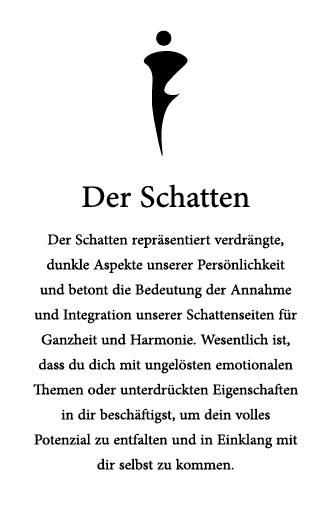 Der Schatten
Der Schatten repräsentiert verdrängte,
dunkle Aspekte unserer Persönlichkeit
und betont die Bedeutung der Annahme
und Integration unserer Schattenseiten für
Ganzheit und Harmonie. Wesentlich ist,
dass du dich mit ungelösten emotionalen
Themen oder unterdrückten Eigenschaften
in dir beschäftigst, um dein volles
Potenzial zu entfalten und in Einklang mit
dir selbst zu kommen.